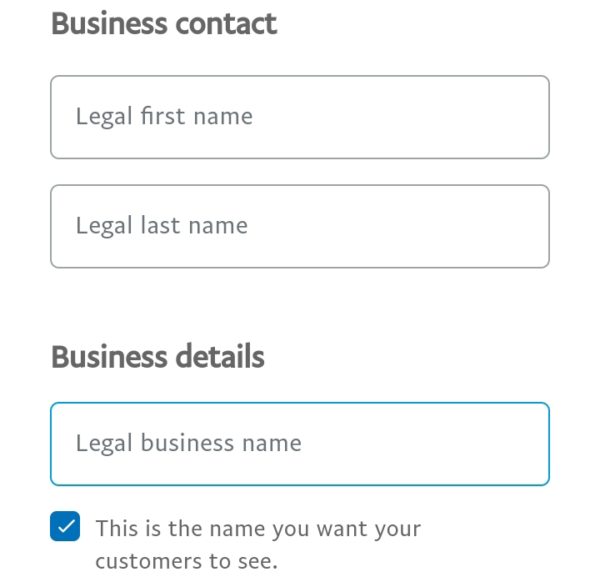 Business contact
Legal first name
Legal last name
Business details
Legal business name
This is the name you want your
customers to see.